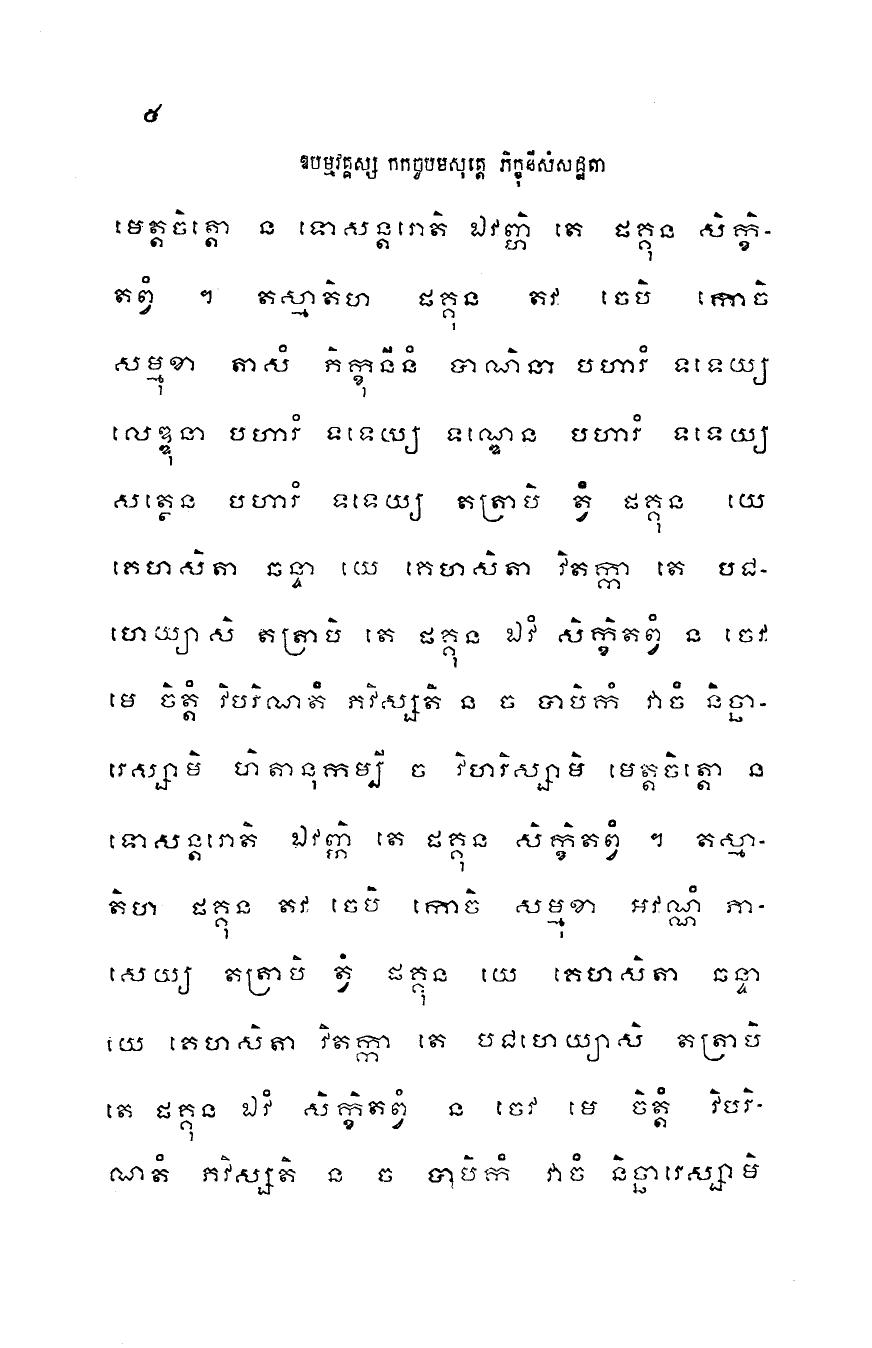 ៥
ឧបម្មវគ្គស្ស កកចូបមសុត្តេ ភិក្ខុនីសំសដ្ឋតា
មេត្តចិត្តោ ន ទោសន្តរោតិ ឯវញ្ហិ តេ ផគ្គុន សិក្ខិ-
តព្វំ ។ តស្មាតិហ ផគ្គុន តវ ចេបិ កោចិ
សម្មុខា តាសំ ភិក្ខុនីនំ បាណិនា បហារំ ទទេយ្យ
លេឌ្ឌុនា បហារំ ទទេយ្យ ទណ្ឌេន បហារំ ទទេយ្យ
សត្ថេន បហារំ ទទេយ្យ តត្រាបិ ត្វំ ផគ្គុន យេ
គេហសិតា ឆន្ទា យេ គេហសិតា វិតក្កា តេ បជ-
ហេយ្យាសិ តត្រាបិ តេ ផគ្គុន ឯវំ សិក្ខិតព្វំ ន ចេវ
មេ ចិត្តំ វិបរិណតំ ភវិស្សតិ ន ច បាបិកំ វាចំ និច្ឆា-
រេស្សាមិ ហិតានុកម្បី ច វិហរិស្សាមិ មេត្តចិត្តោ ន
ទោសន្តរោតិ ឯវញ្ហិ តេ ផគ្គុន សិក្ខិតព្វំ ។ តស្មា-
តិហ ផគ្គុន តវ ចេបិ កោចិ សម្មុខា អវណ្ណំ ភា-
សេយ្យ តត្រាបិ ត្វំ ផគ្គុន យេ គេហសិតា ឆន្ទា
យេ គេហសិតា វិតក្កា តេ បជហេយ្យាសិ តត្រាបិ
តេ ផគ្គុន ឯវំ សិក្ខិតព្វំ ន ចេវ មេ ចិត្តំ វិបរិ-
ណតំ ភវិស្សតិ ន ច បាបិកំ វាចំ និច្ឆារេស្សាមិ